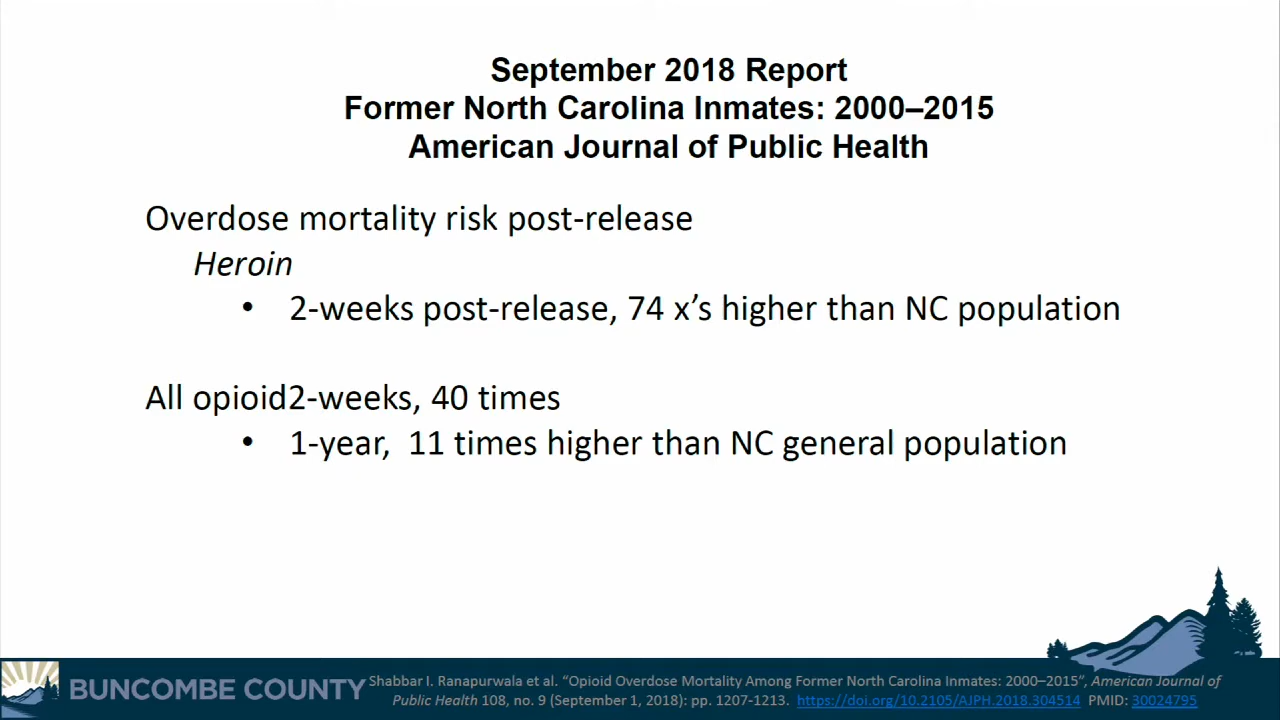 September 2018 Report
Former North Carolina Inmates: 2000–2015
American Journal of Public Health
Overdose mortality risk post-release
Heroin
• 2-weeks post-release, 74 x’s higher than NC population
All opioid2-weeks, 40 times
• 1-year, 11 times higher than NC general population
BUNCOMBE COUNTY
Shabbar I. Ranapurwala et al. “Opioid Overdose Mortality Among Former North Carolina Inmates: 2000–2015”, American Journal of
Public Health 108, no. 9 (September 1, 2018): pp. 1207-1213. https://doi.org/10.2105/AJPH.2018.304514 PMID: 30024795